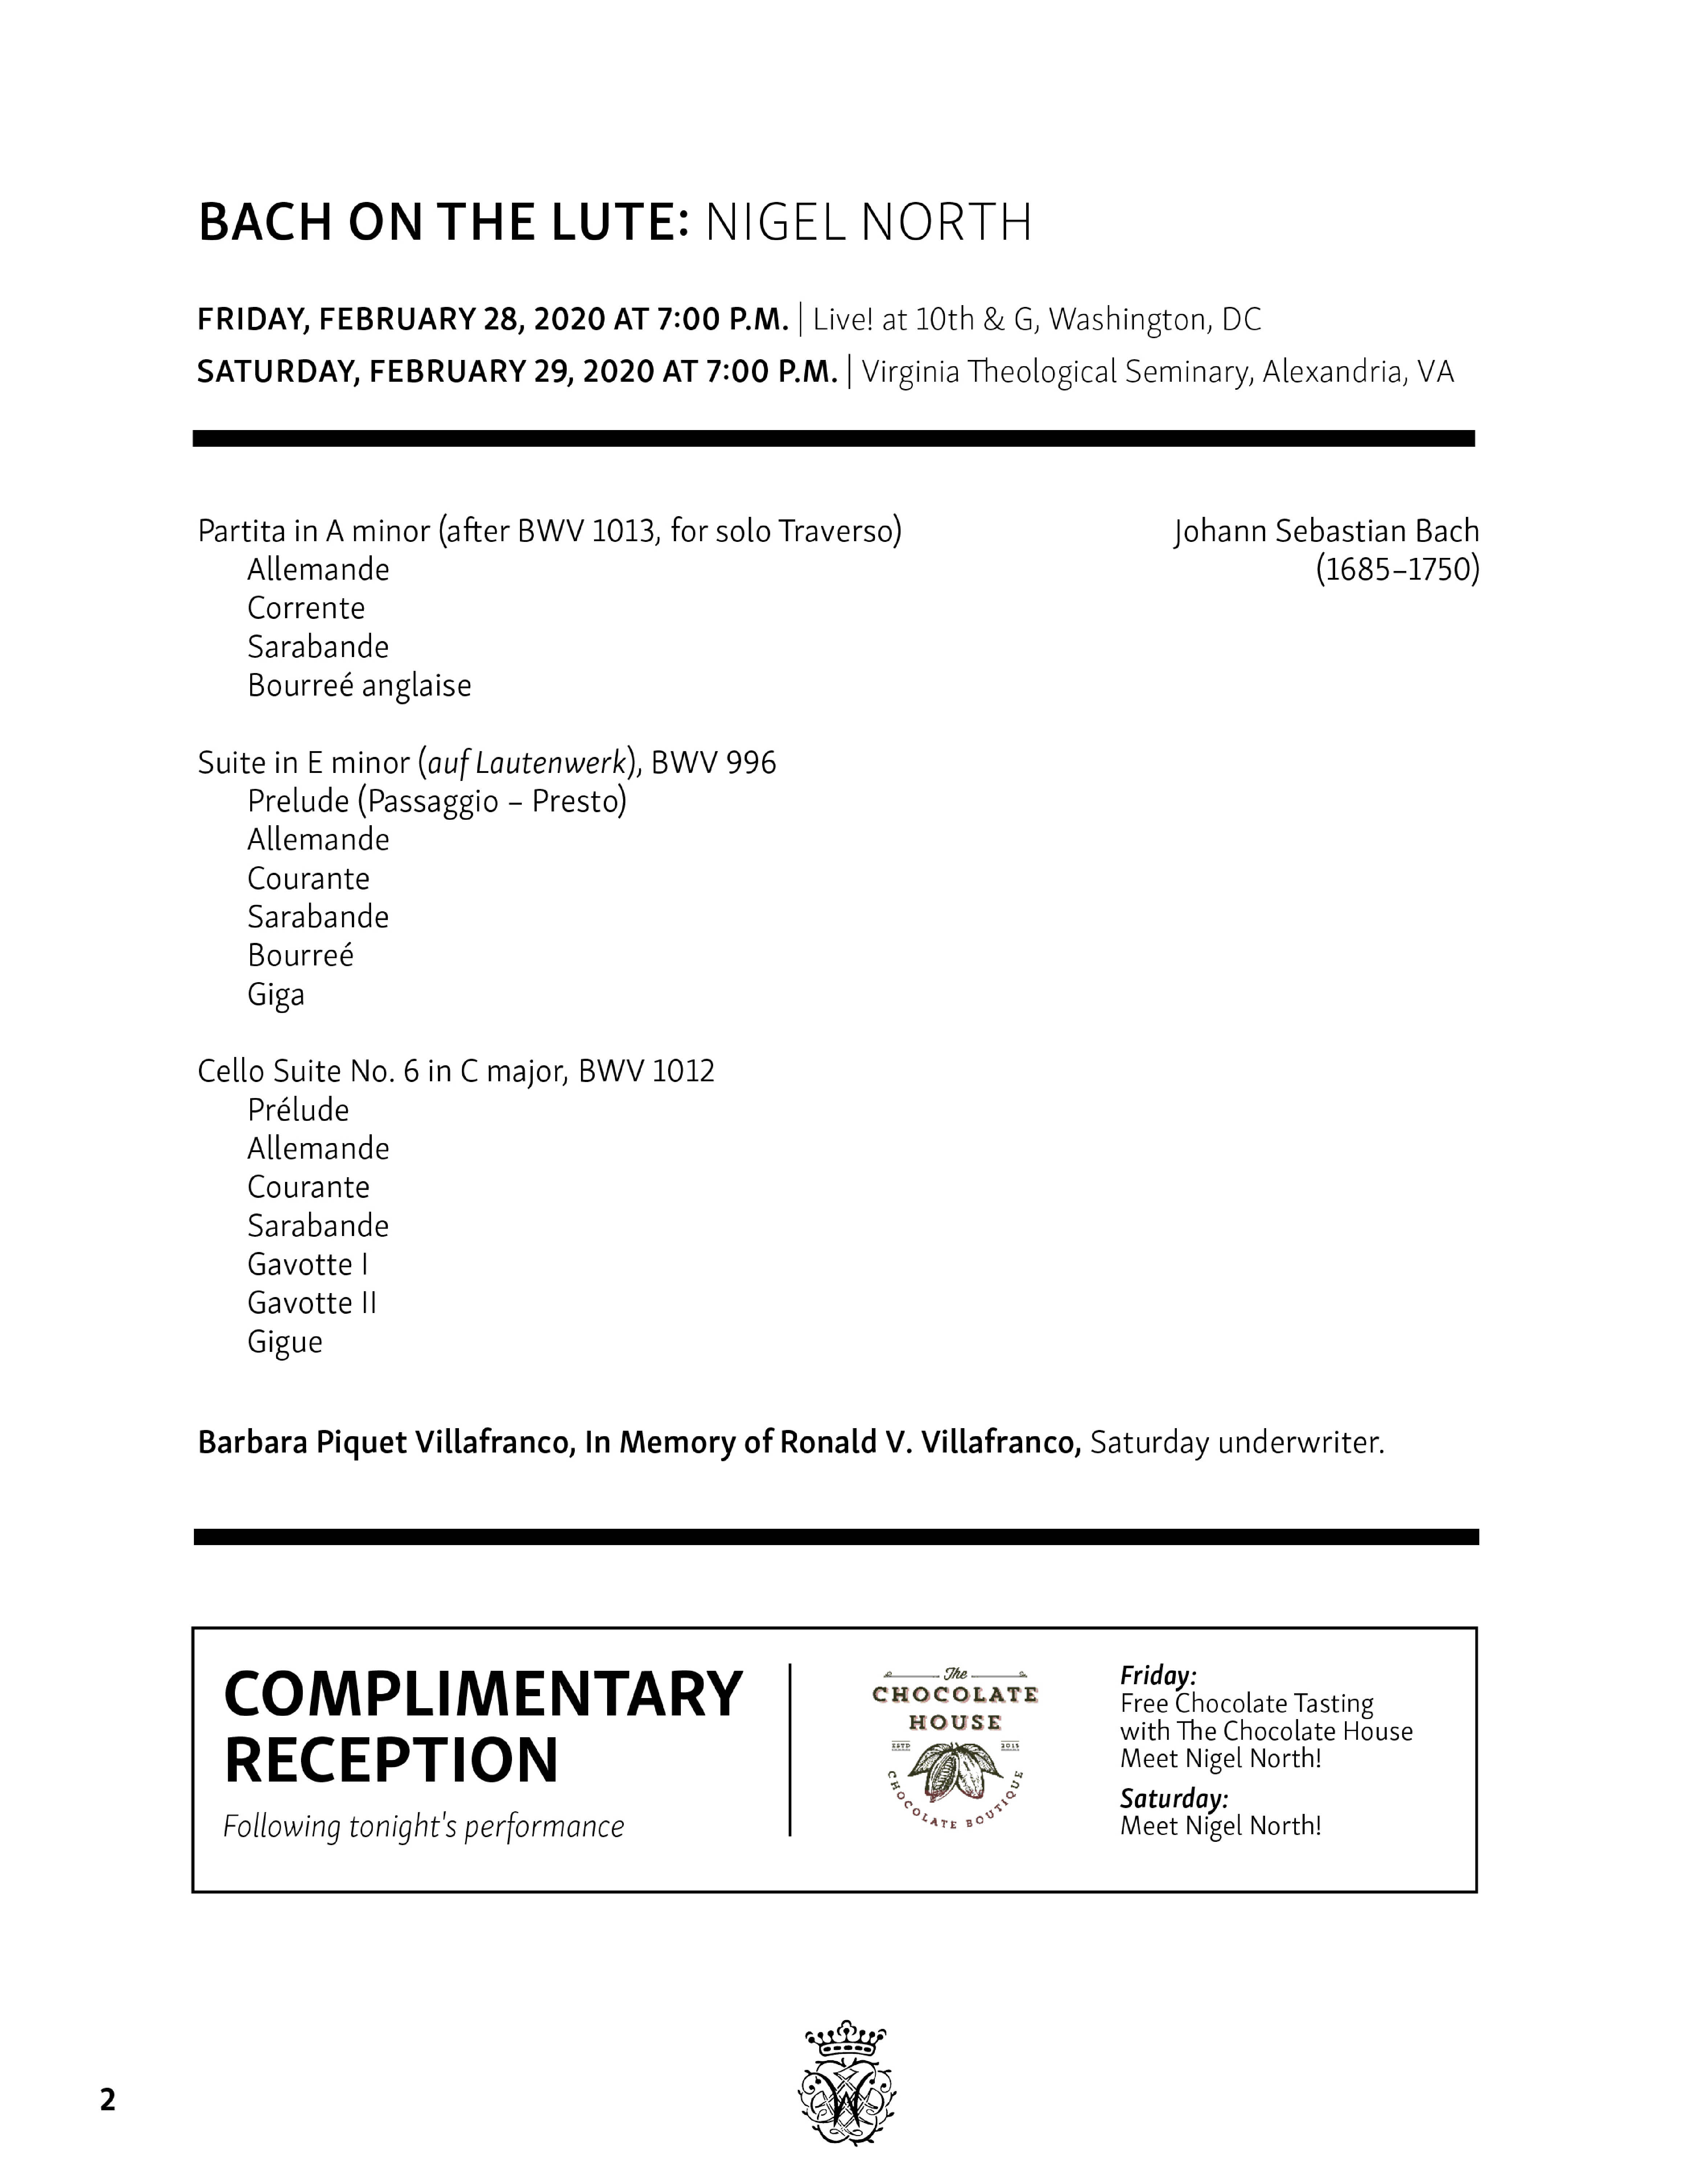 BACH ON THE LUTE: NIGEL NORTH
FRIDAY, FEBRUARY 28, 2020 AT 7:00 P.M. | Live! at 10th & G, Washington, DC
SATURDAY, FEBRUARY 29, 2020 AT 7:00 P.M. | Virginia Theological Seminary, Alexandria, VA
Partita in A minor (after BWV 1013, for solo Traverso) Johann Sebastian Bach
Allemande (1685–1750)
Corrente
Sarabande
Bourreé anglaise
Suite in E minor (auf Lautenwerk), BWV 996
Prelude (Passaggio – Presto)
Allemande
Courante
Sarabande
Bourreé
Giga
Cello Suite No. 6 in C major, BWV 1012
Prélude
Allemande
Courante
Sarabande
Gavotte I
Gavotte II
Gigue
Barbara Piquet Villafranco, In Memory of Ronald V. Villafranco, Saturday underwriter.
COMPLIMENTARY
RECEPTION
Following tonight's performance
The
CHOCOLATE
HOUSE
ESTD 2015
CHOCOLATE BOUTIQUE
Friday:
Free Chocolate Tasting
with The Chocolate House
Meet Nigel North!
Saturday:
Meet Nigel North!
2